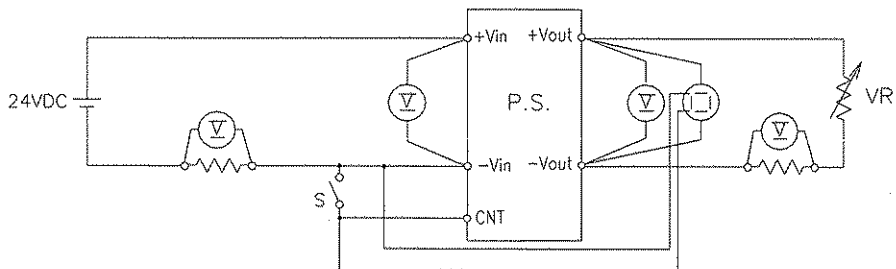 +Vin
+Vout
24VDC
V
V
P.S.
V
V
VR
-Vin
-Vout
S
CNT